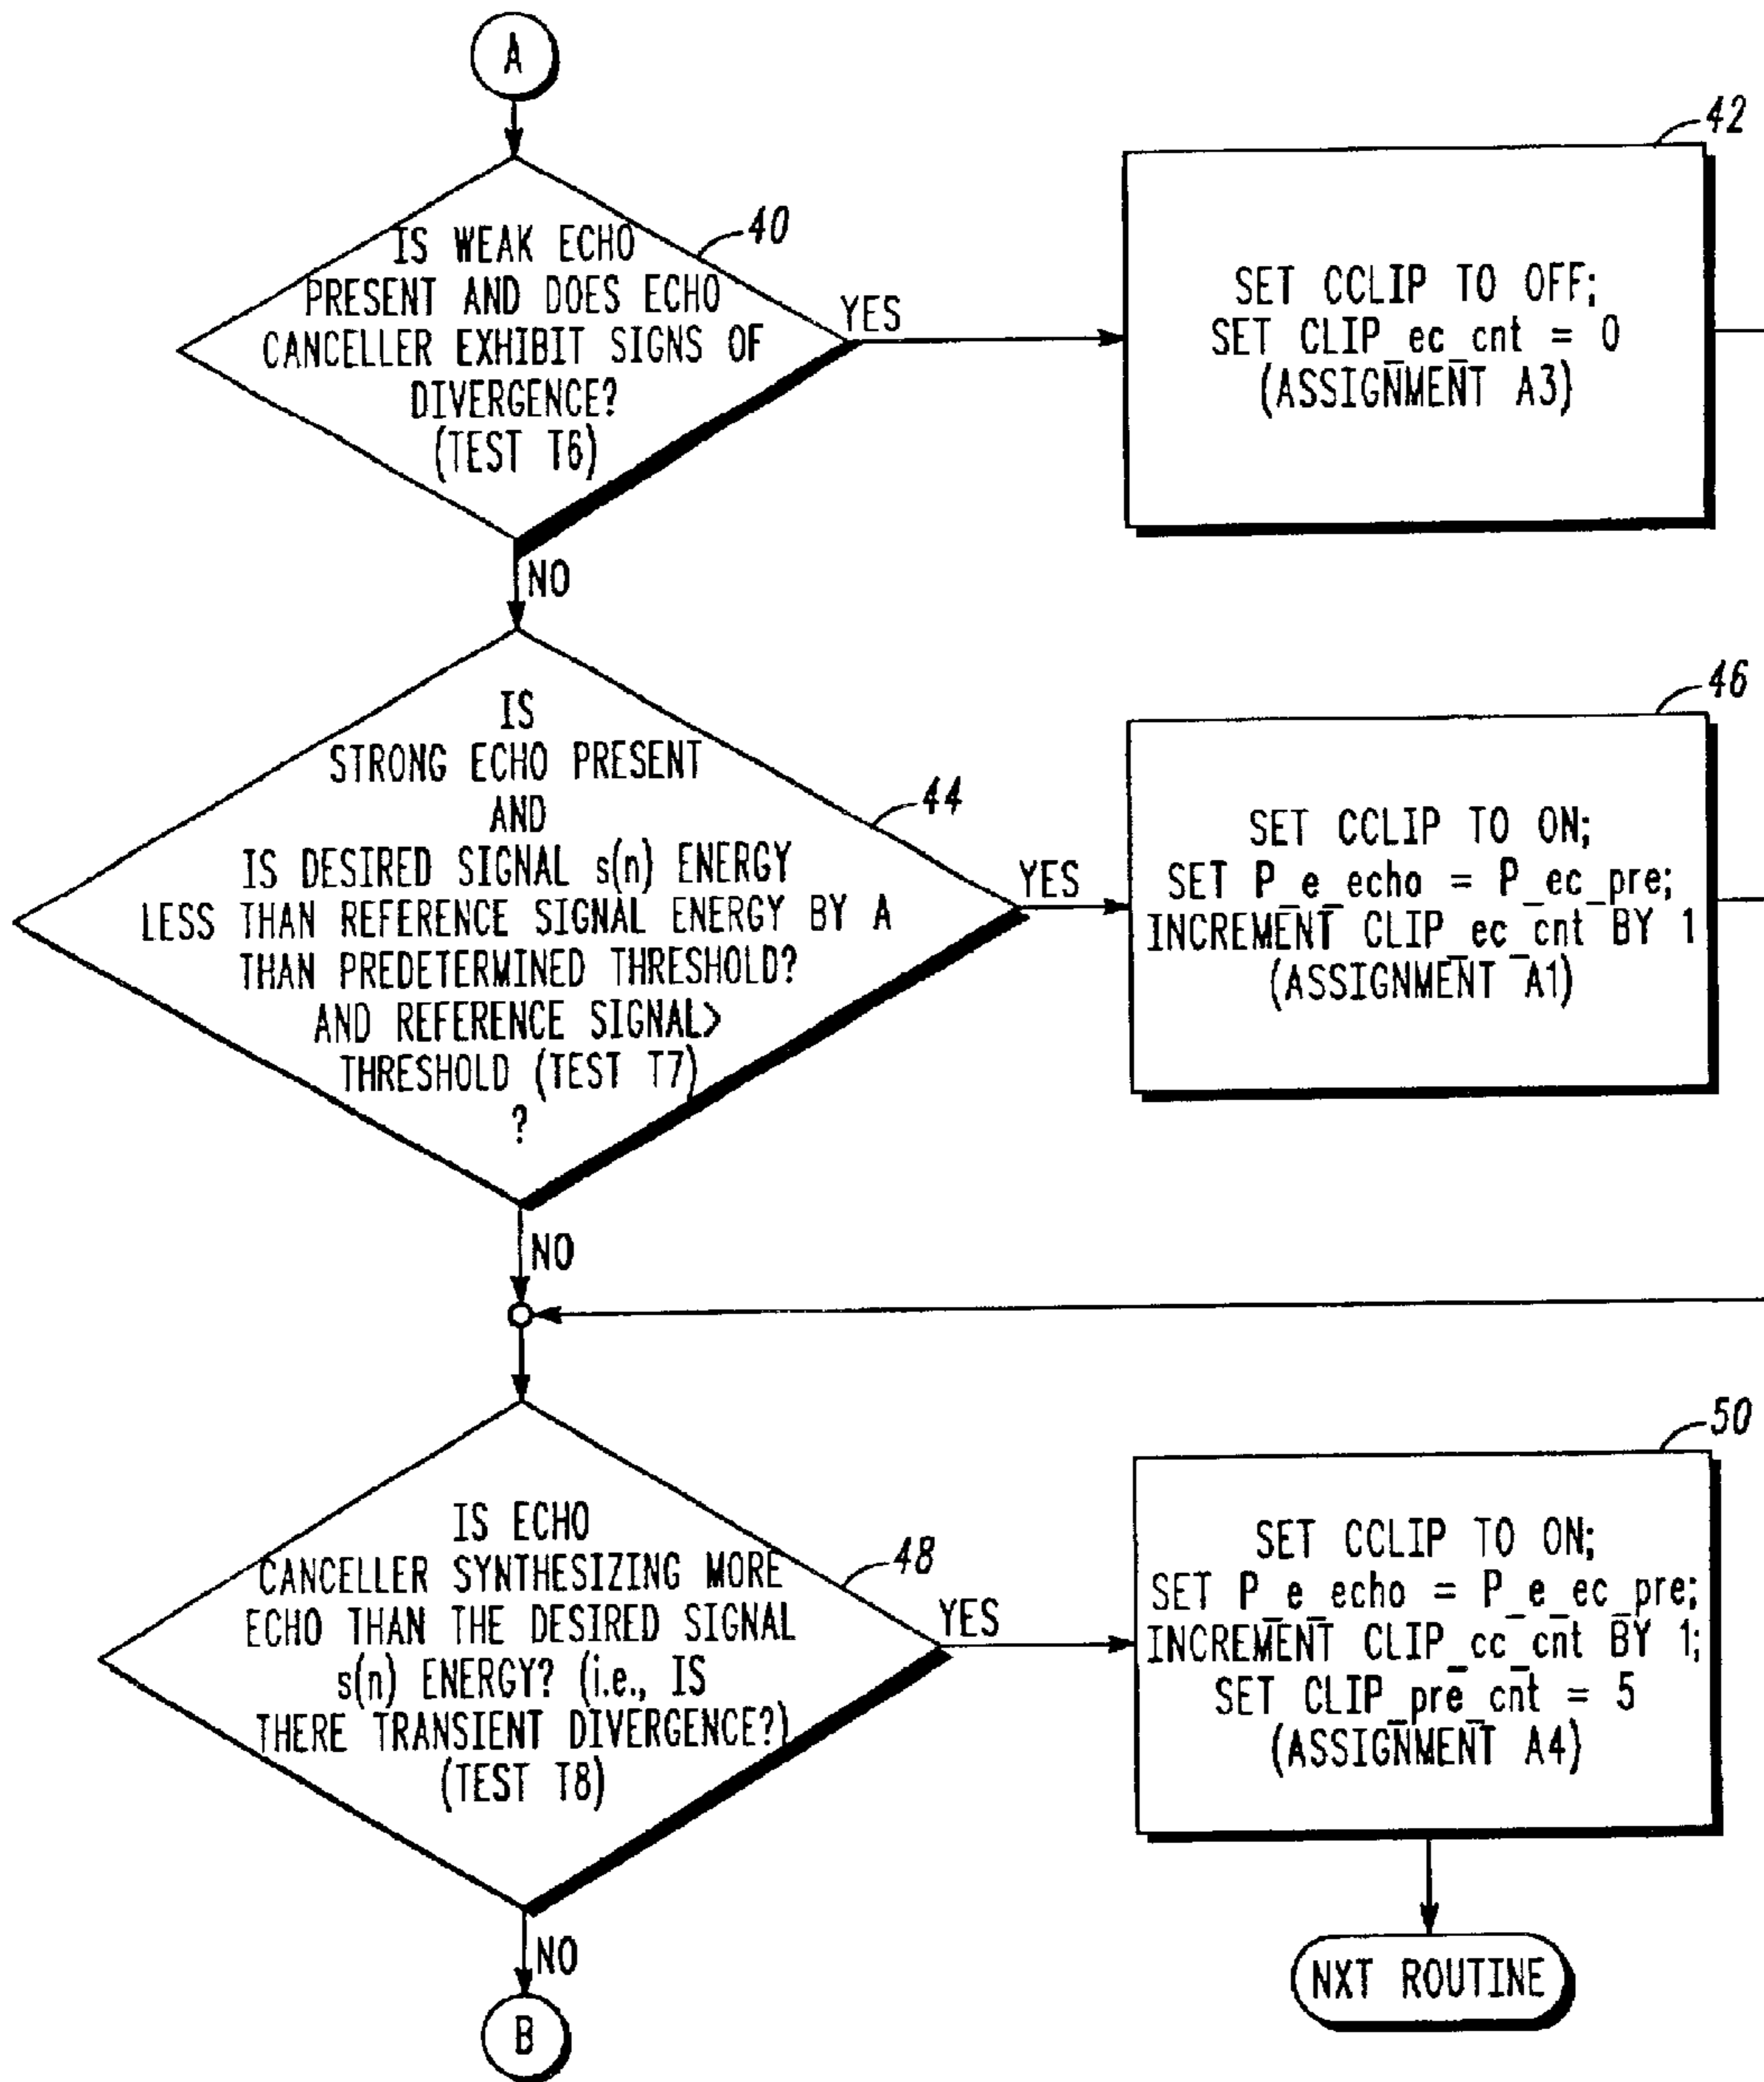 A
IS WEAK ECHO
PRESENT AND DOES ECHO
CANCELLER EXHIBIT SIGNS OF
DIVERGENCE?
(TEST T6)
40
YES
42
SET CCLIP TO OFF;
SET CLIP_ec_cnt = 0
(ASSIGNMENT A3)
NO
IS
STRONG ECHO PRESENT
AND
IS DESIRED SIGNAL s(n) ENERGY
LESS THAN REFERENCE SIGNAL ENERGY BY A
THAN PREDETERMINED THRESHOLD?
AND REFERENCE SIGNAL>
THRESHOLD (TEST T7)
?
44
YES
46
SET CCLIP TO ON;
SET P_e_echo = P_ec_pre;
INCREMENT CLIP_ec_cnt BY 1
(ASSIGNMENT A1)
NO
IS ECHO
CANCELLER SYNTHESIZING MORE
ECHO THAN THE DESIRED SIGNAL
s(n) ENERGY? (i.e., IS
THERE TRANSIENT DIVERGENCE?)
(TEST T8)
48
YES
50
SET CCLIP TO ON;
SET P_e_echo = P_e_ec_pre;
INCREMENT CLIP_cc_cnt BY 1;
SET CLIP_pre_cnt = 5
(ASSIGNMENT A4)
NO
B
NXT ROUTINE